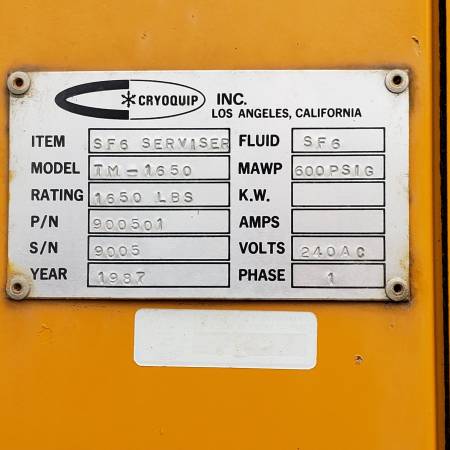 CRYOQUIP INC.
LOS ANGELES, CALIFORNIA
ITEM SF6 SERVISER FLUID SF6
MODEL TM-1650 MAWP 600PSIG
RATING 1650 LBS K.W.
P/N 900501 AMPS
S/N 9005 VOLTS 240AC
YEAR 1987 PHASE 1